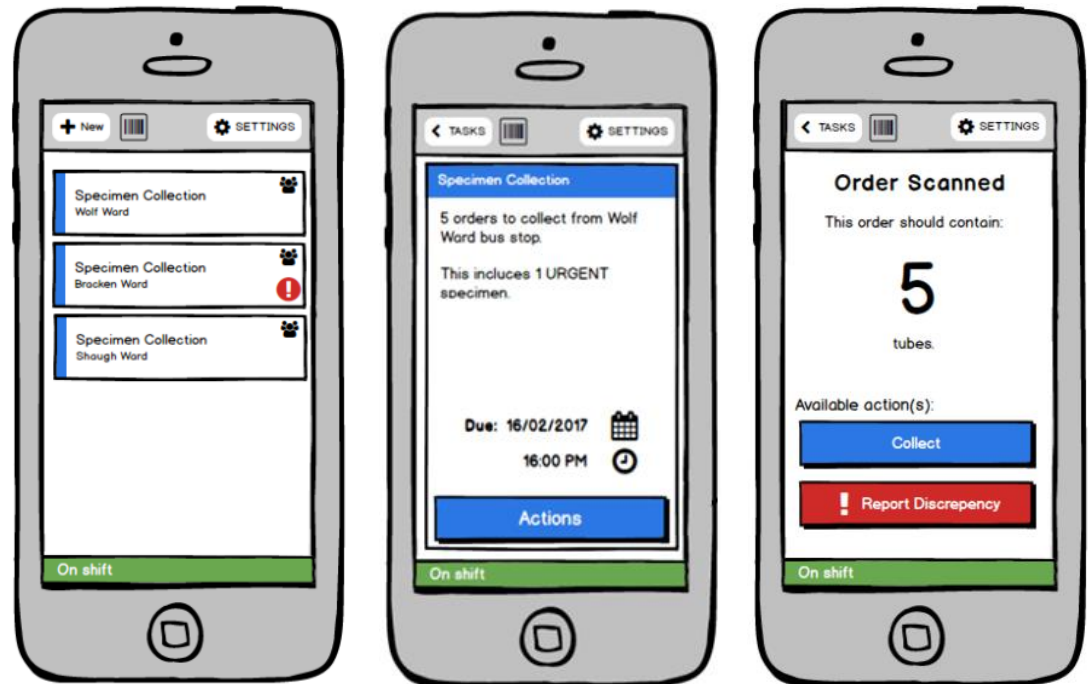 + New
SETTINGS
Specimen Collection
Wolf Ward
Specimen Collection
Bracken Ward
Specimen Collection
Shaugh Ward
On shift
< TASKS
SETTINGS
Specimen Collection
5 orders to collect from Wolf
Ward bus stop.
This incluces 1 URGENT
specimen.
Due: 16/02/2017
16:00 PM
Actions
On shift
< TASKS
SETTINGS
Order Scanned
This order should contain:
5
tubes.
Available action(s):
Collect
! Report Discrepency
On shift